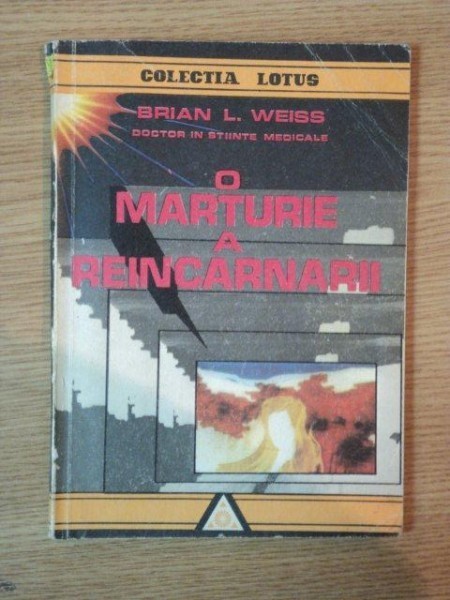 COLECTIA LOTUS
BRIAN L. WEISS
DOCTOR IN STIINTE MEDICALE
O
MARTURIE
A
REINCARNARII